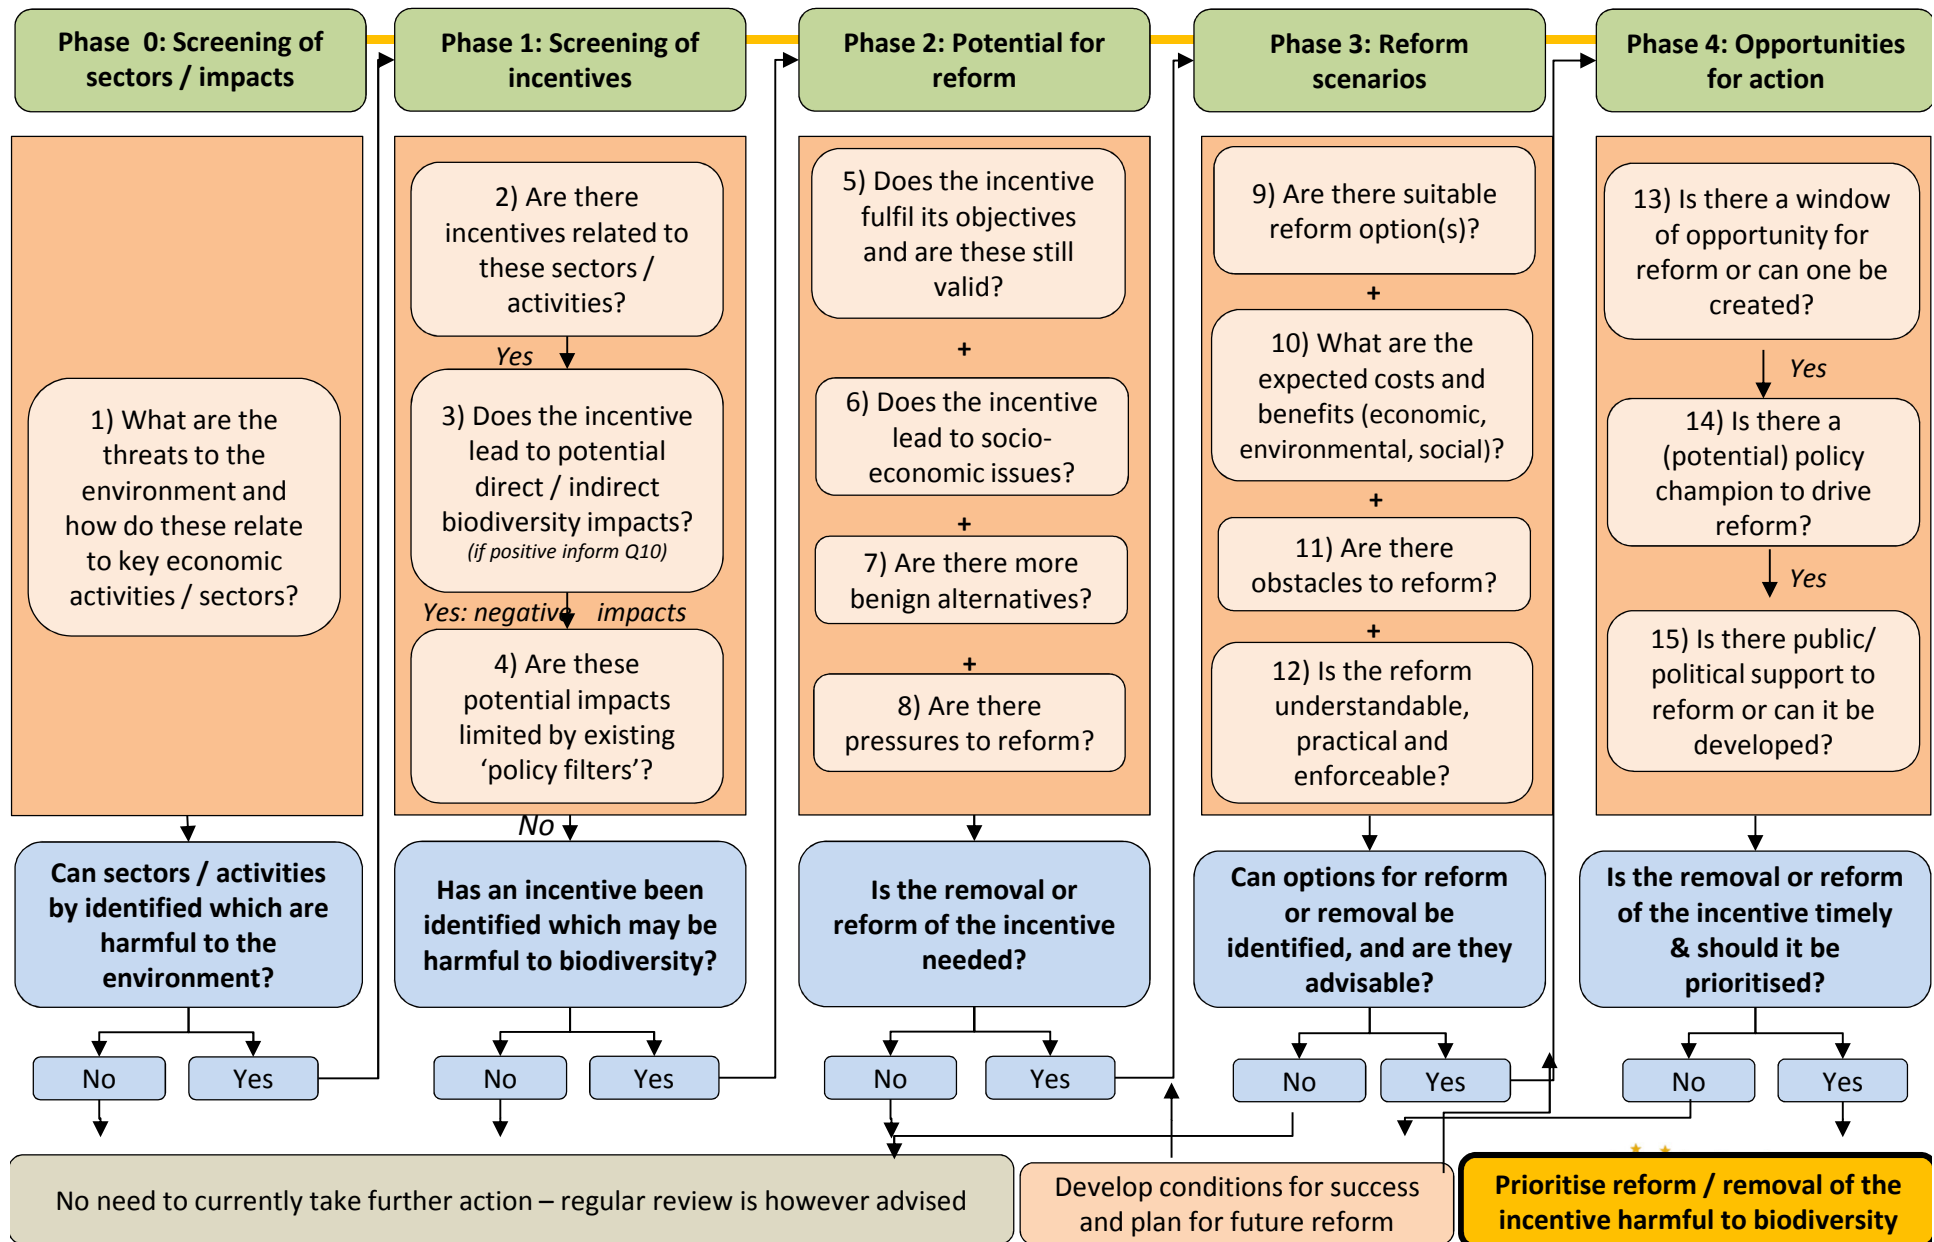 Phase  0: Screening of
sectors / impacts
Phase 1: Screening of
incentives
Phase 2: Potential for
reform
Phase 3: Reform
scenarios
Phase 4: Opportunities
for action
1) What are the
threats to the
environment and
how do these relate
to key economic
activities / sectors?
2) Are there
incentives related to
these sectors /
activities?
Yes
3) Does the incentive
lead to potential
direct / indirect
biodiversity impacts?
(if positive inform Q10)
Yes: negative impacts
4) Are these
potential impacts
limited by existing
‘policy filters’?
No
5) Does the incentive
fulfil its objectives
and are these still
valid?
+
6) Does the incentive
lead to socio-
economic issues?
+
7) Are there more
benign alternatives?
+
8) Are there
pressures to reform?
9) Are there suitable
reform option(s)?
+
10) What are the
expected costs and
benefits (economic,
environmental, social)?
+
11) Are there
obstacles to reform?
+
12) Is the reform
understandable,
practical and
enforceable?
13) Is there a window
of opportunity for
reform or can one be
created?
Yes
14) Is there a
(potential) policy
champion to drive
reform?
Yes
15) Is there public/
political support to
reform or can it be
developed?
Can sectors / activities
by identified which are
harmful to the
environment?
Has an incentive been
identified which may be
harmful to biodiversity?
Is the removal or
reform of the incentive
needed?
Can options for reform
or removal be
identified, and are they
advisable?
Is the removal or reform
of the incentive timely
& should it be
prioritised?
No
Yes
No
Yes
No
Yes
No
Yes
No
Yes
No need to currently take further action – regular review is however advised
Develop conditions for success
and plan for future reform
Prioritise reform / removal of the
incentive harmful to biodiversity